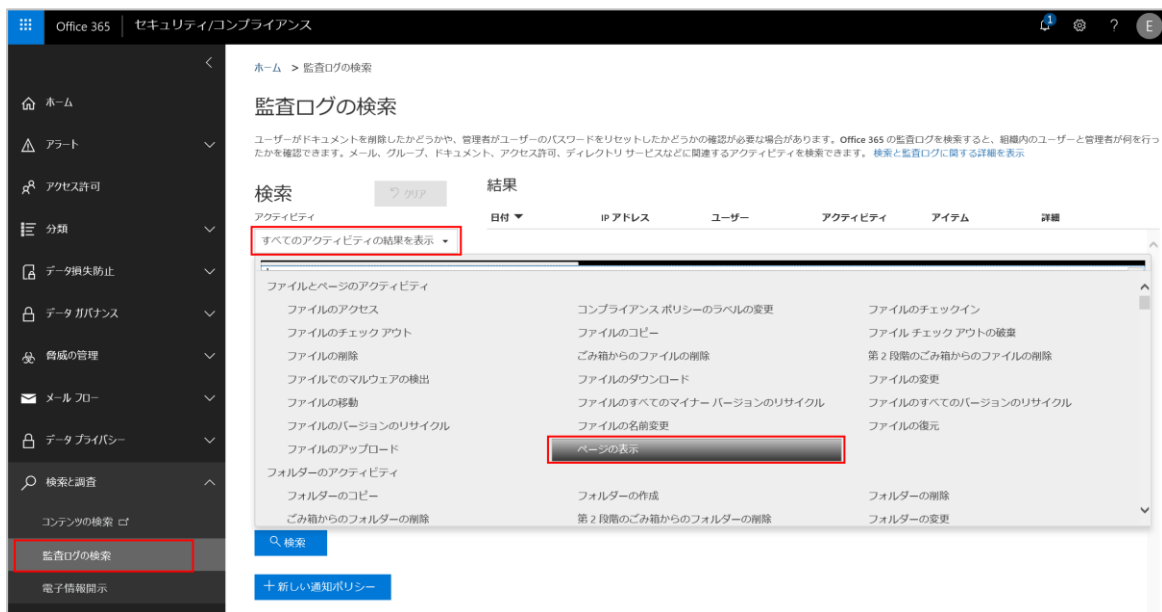 Office 365 セキュリティ/コンプライアンス 1 ? E
ホーム > 監査ログの検索
ホーム
アラート
アクセス許可
分類
データ損失防止
データ ガバナンス
脅威の管理
メール フロー
データ プライバシー
検索と調査
コンテンツの検索
監査ログの検索
電子情報開示
監査ログの検索
ユーザーがドキュメントを削除したかどうかや、管理者がユーザーのパスワードをリセットしたかどうかの確認が必要な場合があります。Office 365 の監査ログを検索すると、組織内のユーザーと管理者が何を行っ
たかを確認できます。メール、グループ、ドキュメント、アクセス許可、ディレクトリ サービスなどに関連するアクティビティを検索できます。 検索と監査ログに関する詳細を表示
検索 クリア
アクティビティ
すべてのアクティビティの結果を表示
結果
日付 IP アドレス ユーザー アクティビティ アイテム 詳細
ファイルとページのアクティビティ
ファイルのアクセス コンプライアンス ポリシーのラベルの変更 ファイルのチェックイン
ファイルのチェック アウト ファイルのコピー ファイル チェック アウトの破棄
ファイルの削除 ごみ箱からのファイルの削除 第 2 段階のごみ箱からのファイルの削除
ファイルでのマルウェアの検出 ファイルのダウンロード ファイルの変更
ファイルの移動 ファイルのすべてのマイナー バージョンのリサイクル ファイルのすべてのバージョンのリサイクル
ファイルのバージョンのリサイクル ファイルの名前変更 ファイルの復元
ファイルのアップロード ページの表示
フォルダーのアクティビティ
フォルダーのコピー フォルダーの作成 フォルダーの削除
ごみ箱からのフォルダーの削除 第 2 段階のごみ箱からのフォルダーの削除 フォルダーの変更
検索
+ 新しい通知ポリシー